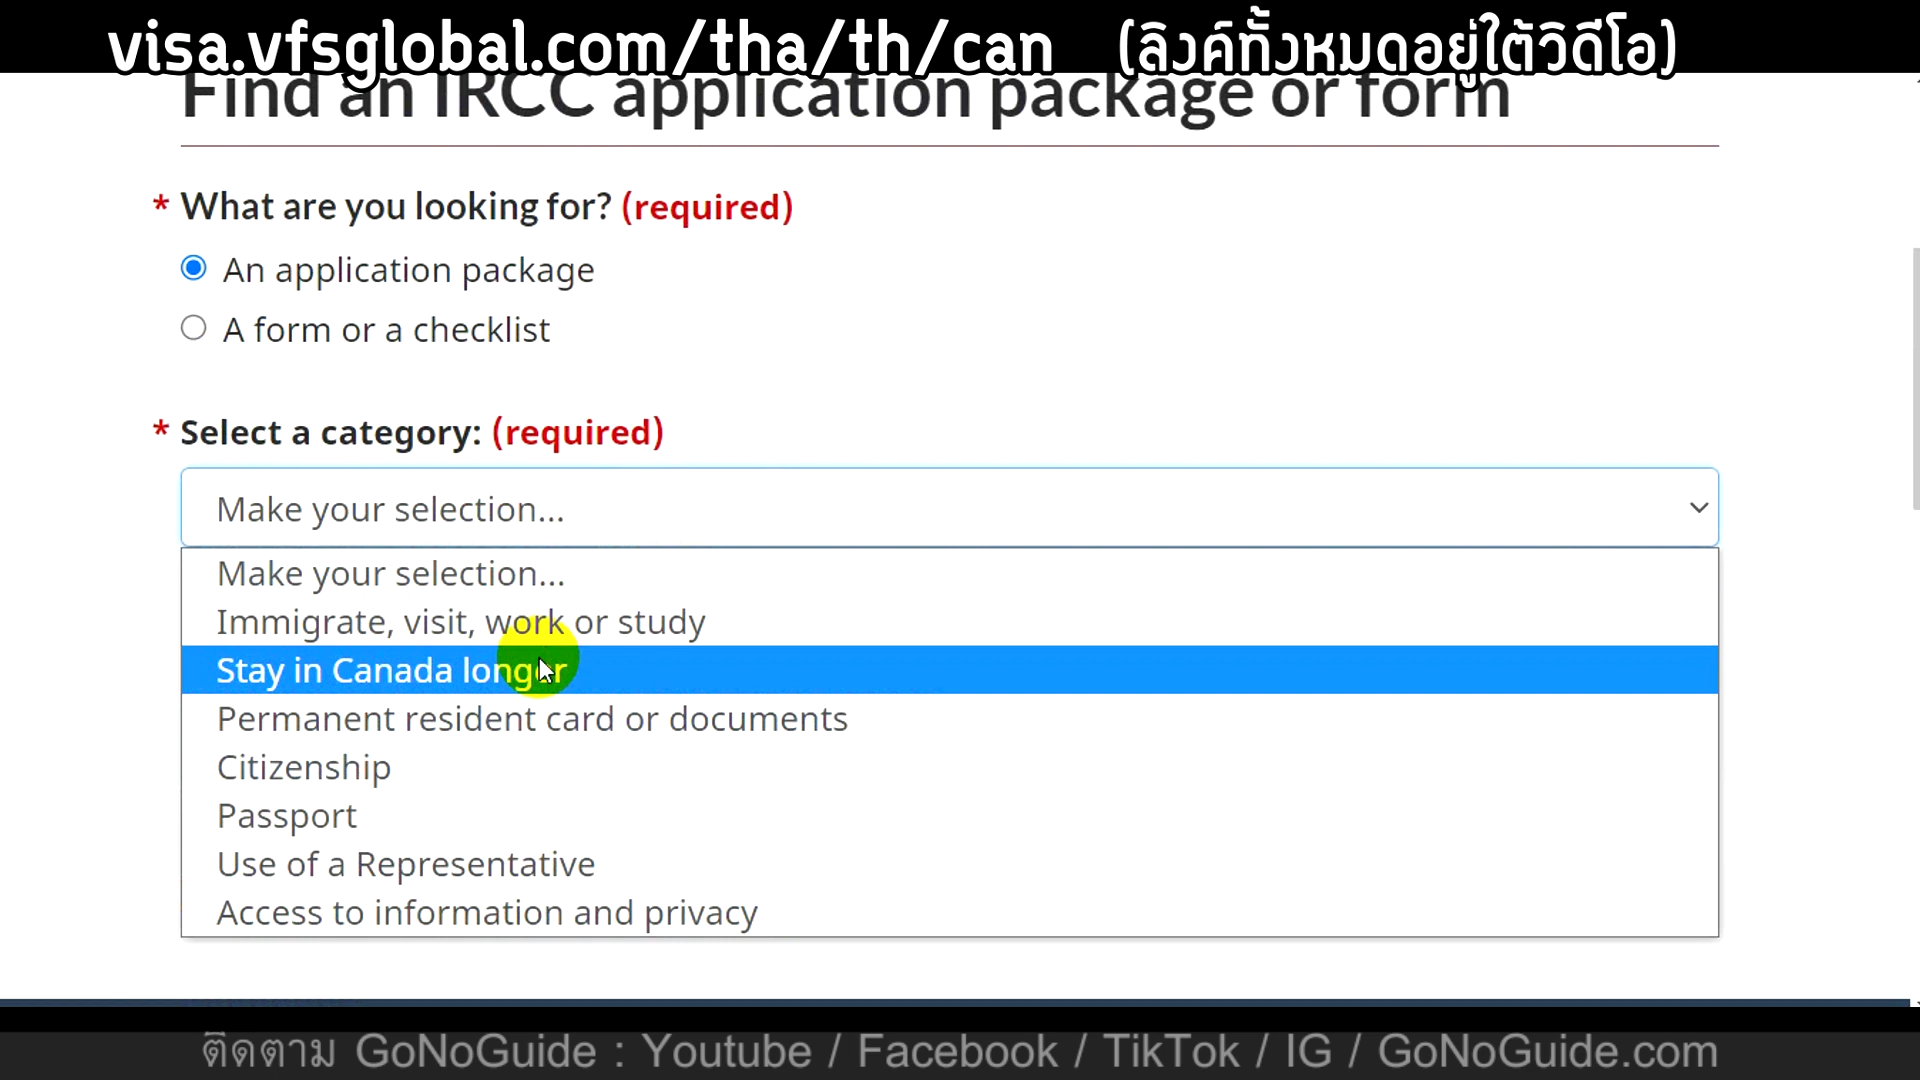 visa.vfsglobal.com/tha/th/can (ลิงค์ทั้งหมดอยู่ใต้วิดีโอ)
Find an IRCC application package or form
* What are you looking for? (required)
An application package
A form or a checklist
* Select a category: (required)
Make your selection...
Make your selection...
Immigrate, visit, work or study
Stay in Canada longer
Permanent resident card or documents
Citizenship
Passport
Use of a Representative
Access to information and privacy
ติดตาม GoNoGuide : Youtube / Facebook / TikTok / IG / GoNoGuide.com